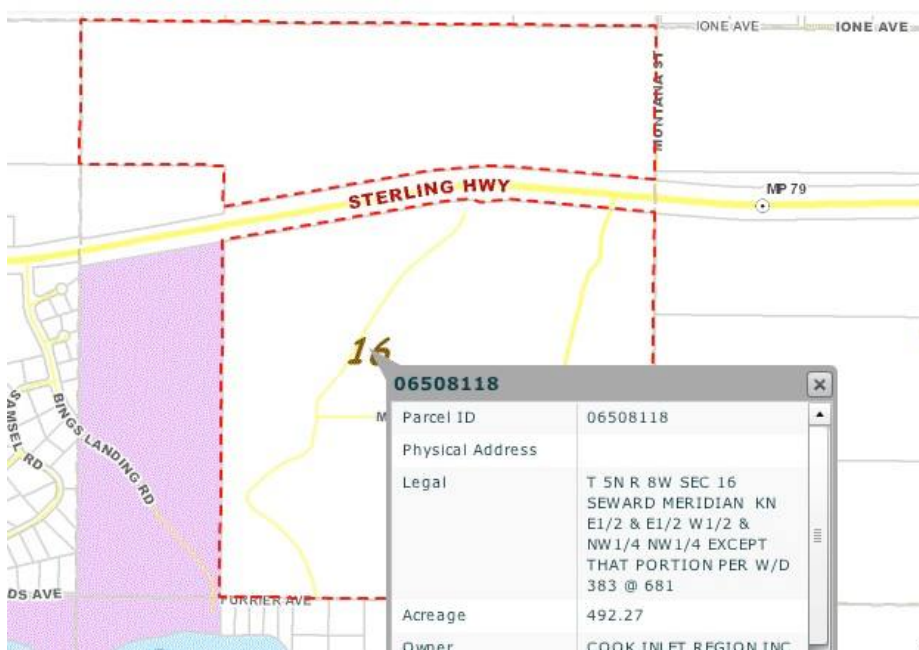 IONE AVE
IONE AVE
MONTANA ST
STERLING HWY
MP 79
16
BINGS LANDING RD
SAMSEL RD
DS AVE
FURRIER AVE
M
06508118
Parcel ID 06508118
Physical Address
Legal T 5N R 8W SEC 16
SEWARD MERIDIAN KN
E1/2 & E1/2 W1/2 &
NW1/4 NW1/4 EXCEPT
THAT PORTION PER W/D
383 @ 681
Acreage 492.27
Owner COOK INLET REGION INC